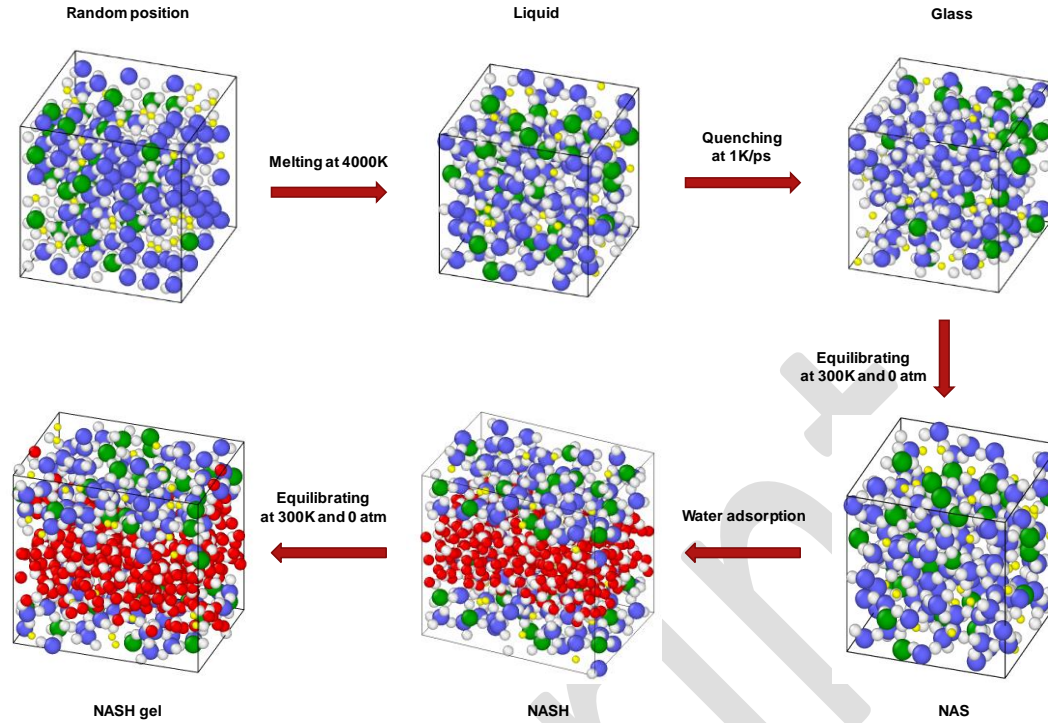 Random position
Liquid
Glass
Melting at 4000K
Quenching
at 1K/ps
Equilibrating
at 300K and 0 atm
Equilibrating
at 300K and 0 atm
Water adsorption
NASH gel
NASH
NAS